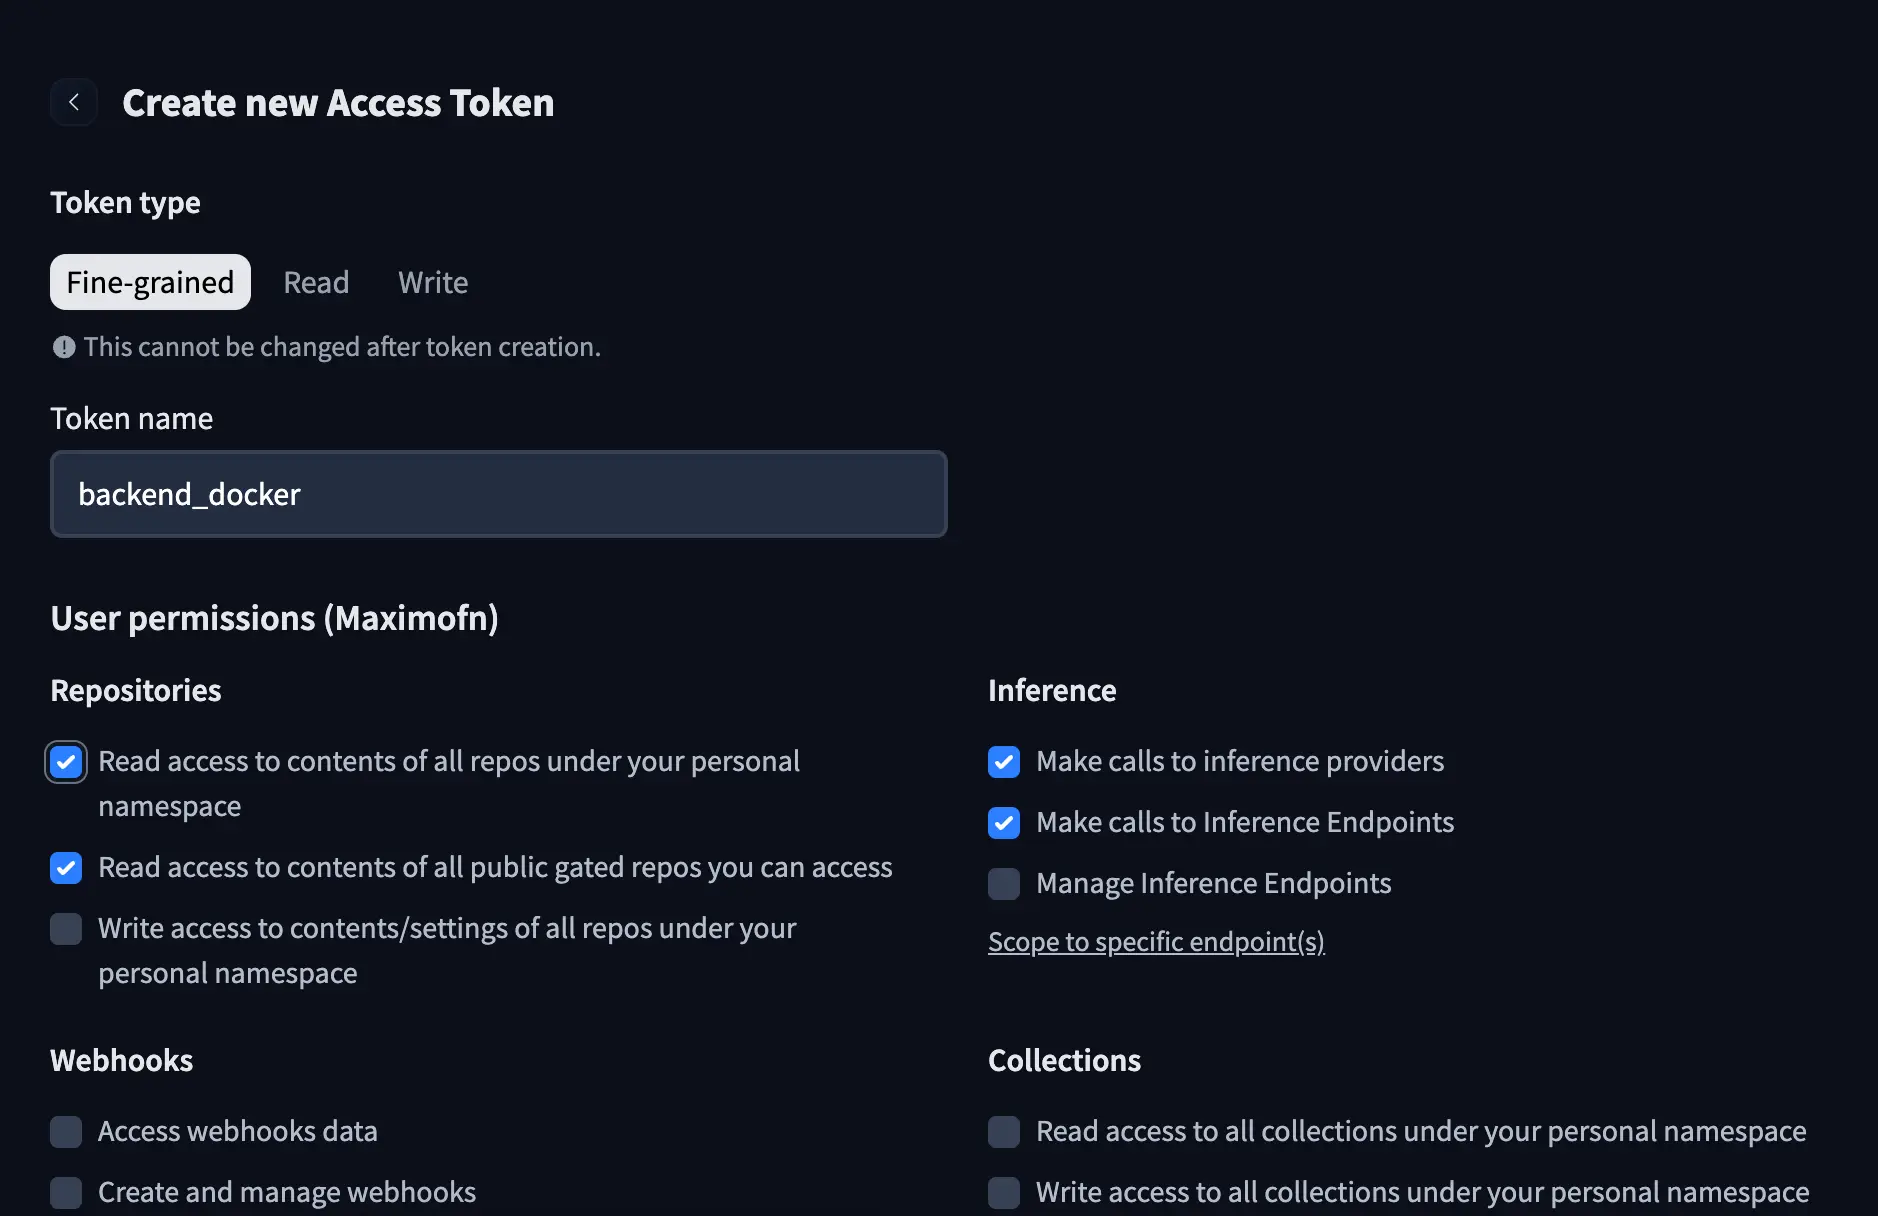 Create new Access Token
Token type
Fine-grained Read Write
This cannot be changed after token creation.
Token name
backend_docker
User permissions (Maximofn)
Repositories
Read access to contents of all repos under your personal
namespace
Read access to contents of all public gated repos you can access
Write access to contents/settings of all repos under your
personal namespace
Inference
Make calls to inference providers
Make calls to Inference Endpoints
Manage Inference Endpoints
Scope to specific endpoint(s)
Webhooks
Access webhooks data
Create and manage webhooks
Collections
Read access to all collections under your personal namespace
Write access to all collections under your personal namespace